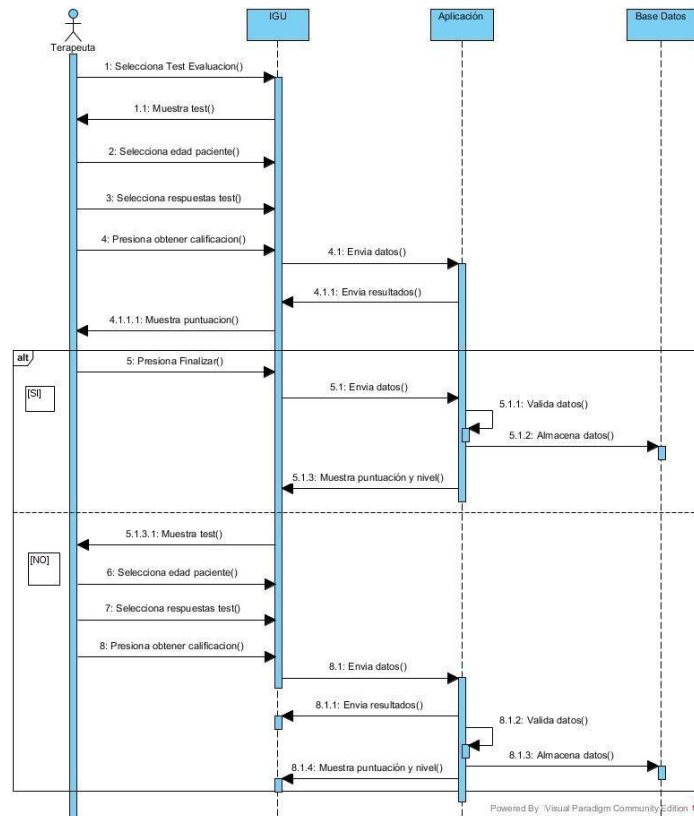 IGU
Aplicación
Base Datos
Terapeuta
1: Selecciona Test Evaluacion()
1.1: Muestra test()
2: Selecciona edad paciente()
3: Selecciona respuestas test()
4: Presiona obtener calificacion()
4.1: Envia datos()
4.1.1: Envia resultados()
4.1.1.1: Muestra puntuacion()
alt
5: Presiona Finalizar()
[SI]
5.1: Envia datos()
5.1.1: Valida datos()
5.1.2: Almacena datos()
5.1.3: Muestra puntuación y nivel()
5.1.3.1: Muestra test()
[NO]
6: Selecciona edad paciente()
7: Selecciona respuestas test()
8: Presiona obtener calificacion()
8.1: Envia datos()
8.1.1: Envia resultados()
8.1.2: Valida datos()
8.1.3: Almacena datos()
8.1.4: Muestra puntuación y nivel()
Powered By Visual Paradigm Community Edition